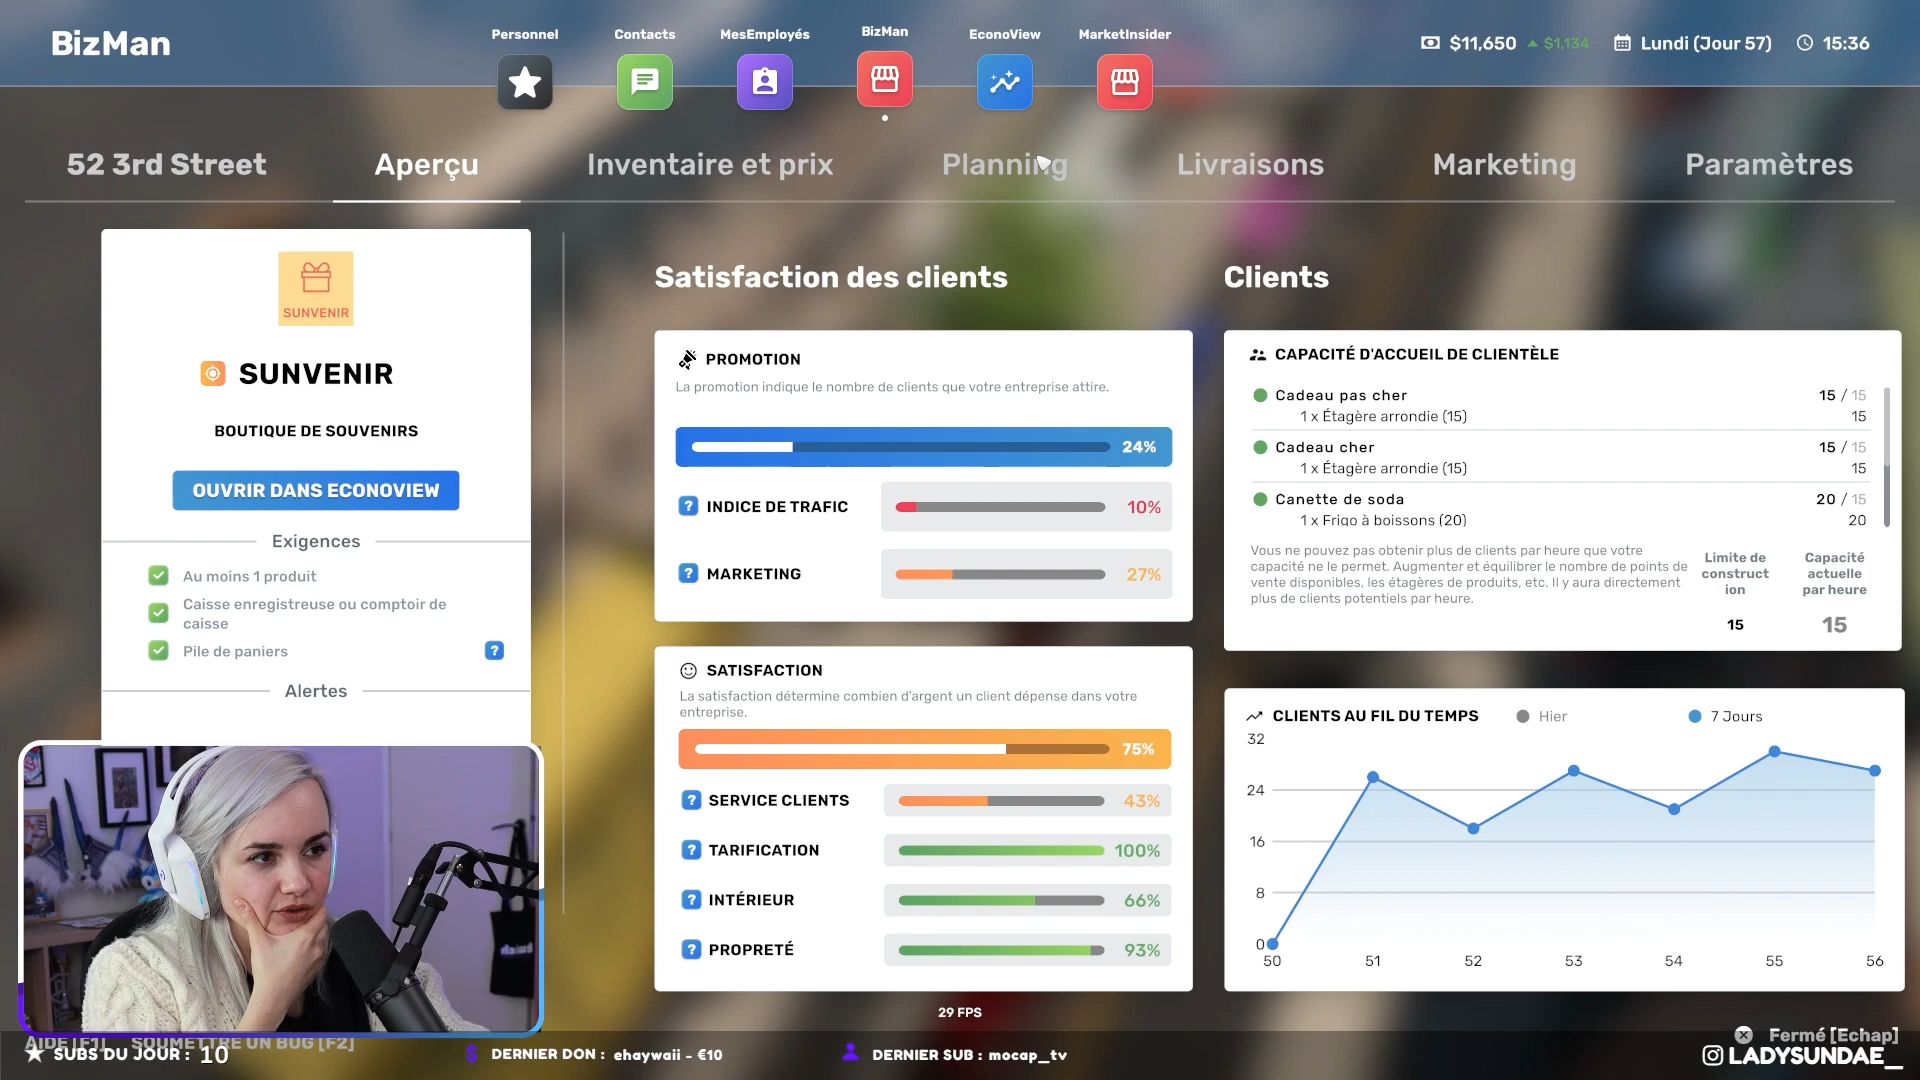 BizMan
Personnel
Contacts
MesEmployés
BizMan
EconoView
MarketInsider
$11,650
$1,134
Lundi (Jour 57)
15:36
52 3rd Street
Aperçu
Inventaire et prix
Planning
Livraisons
Marketing
Paramètres
SUNVENIR
SUNVENIR
BOUTIQUE DE SOUVENIRS
OUVRIR DANS ECONOVIEW
Exigences
Au moins 1 produit
Caisse enregistreuse ou comptoir de
caisse
Pile de paniers
?
Alertes
Satisfaction des clients
PROMOTION
La promotion indique le nombre de clients que votre entreprise attire.
24%
? INDICE DE TRAFIC 10%
? MARKETING 27%
SATISFACTION
La satisfaction détermine combien d'argent un client dépense dans votre
entreprise.
75%
? SERVICE CLIENTS 43%
? TARIFICATION 100%
? INTÉRIEUR 66%
? PROPRETÉ 93%
Clients
CAPACITÉ D'ACCUEIL DE CLIENTÈLE
Cadeau pas cher 15 / 15
1 x Étagère arrondie (15) 15
Cadeau cher 15 / 15
1 x Étagère arrondie (15) 15
Canette de soda 20 / 15
1 x Frigo à boissons (20) 20
Vous ne pouvez pas obtenir plus de clients par heure que votre
capacité ne le permet. Augmenter et équilibrer le nombre de points de
vente disponibles, les étagères de produits, etc. Il y aura directement
plus de clients potentiels par heure.
Limite de
construct
ion
15
Capacité
actuelle
par heure
15
CLIENTS AU FIL DU TEMPS
Hier
7 Jours
32
24
16
8
0
50 51 52 53 54 55 56
29 FPS
AIDE [F1]
SOUMETTRE UN BUG [F2]
Fermé [Echap]
SUBS DU JOUR : 10
DERNIER DON : ehaywaii - €10
DERNIER SUB : mocap_tv
LADYSUNDAE_